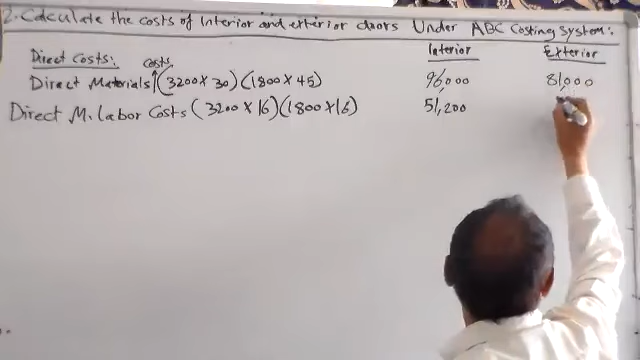 2. Calculate the costs of Interior and exterior doors Under ABC Costing System:
Direct Costs: Interior Exterior
costs
Direct Materials (3200 X 30)(1800 X 45) 96,000 81,000
Direct M. Labor Costs (3200 X 16)(1800 X 16) 51,200